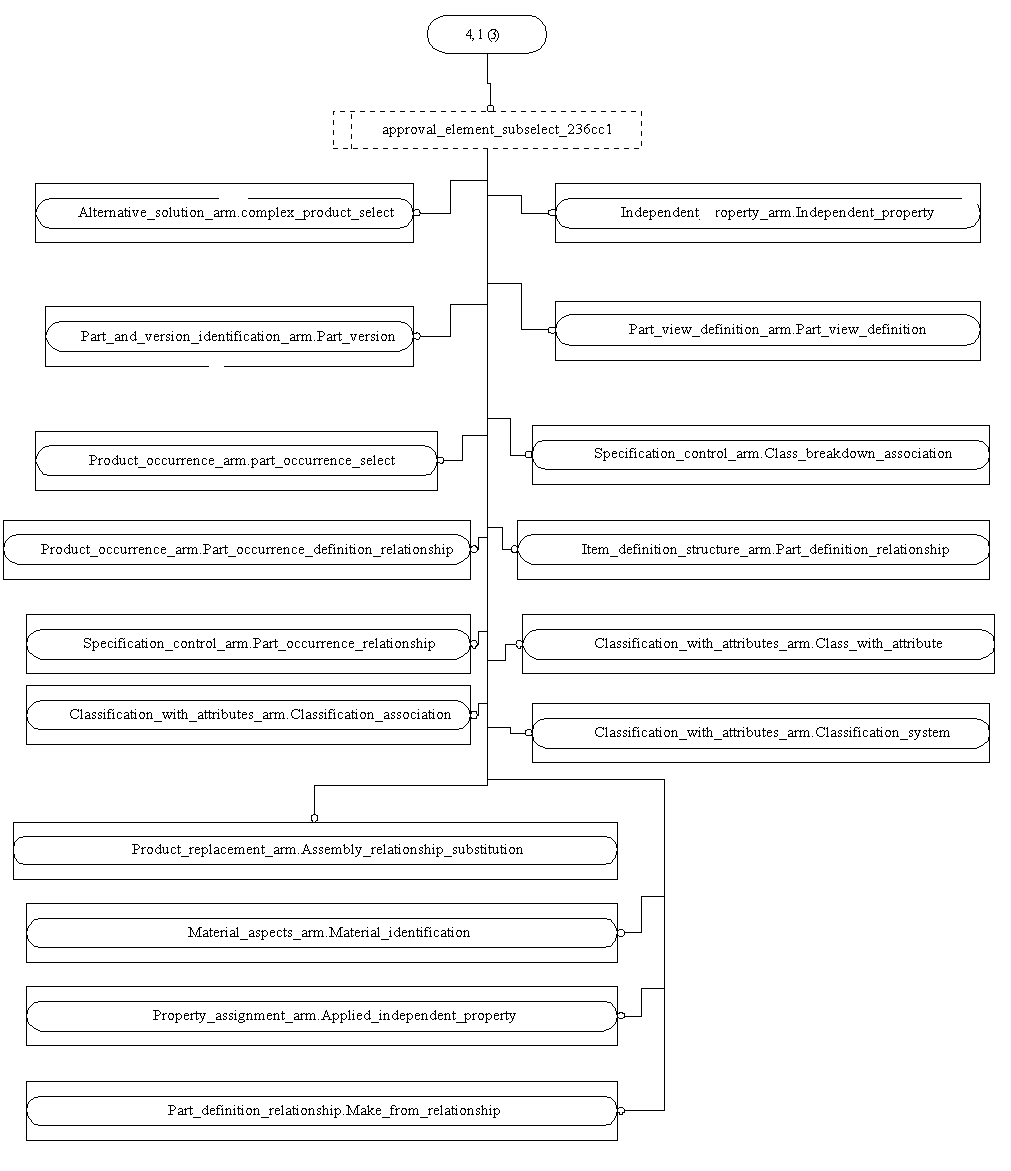 4, 1 (3)
approval_element_subselect_236cc1
Alternative_solution_arm.complex_product_select
Independent roperty_arm.Independent_property
Part_and_version_identification_arm.Part_version
Part_view_definition_arm.Part_view_definition
Product_occurrence_arm.part_occurrence_select
Specification_control_arm.Class_breakdown_association
Product_occurrence_arm.Part_occurrence_definition_relationship
Item_definition_structure_arm.Part_definition_relationship
Specification_control_arm.Part_occurrence_relationship
Classification_with_attributes_arm.Class_with_attribute
Classification_with_attributes_arm.Classification_association
Classification_with_attributes_arm.Classification_system
Product_replacement_arm.Assembly_relationship_substitution
Material_aspects_arm.Material_identification
Property_assignment_arm.Applied_independent_property
Part_definition_relationship.Make_from_relationship